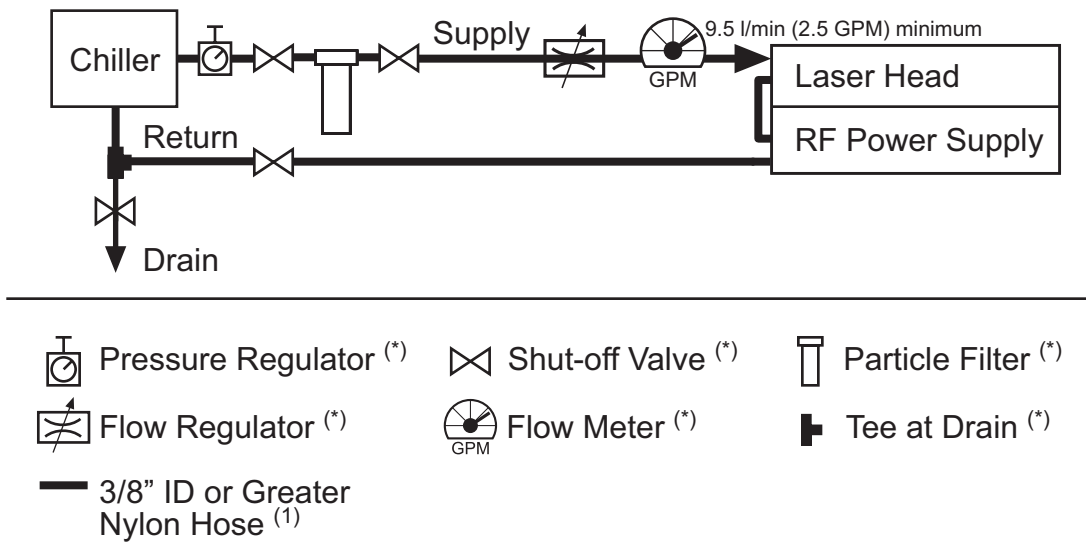 Chiller
Supply
GPM
9.5 l/min (2.5 GPM) minimum
Laser Head
RF Power Supply
Return
Drain
Pressure Regulator (*)
Shut-off Valve (*)
Particle Filter (*)
Flow Regulator (*)
GPM
Flow Meter (*)
Tee at Drain (*)
3/8” ID or Greater
Nylon Hose (1)